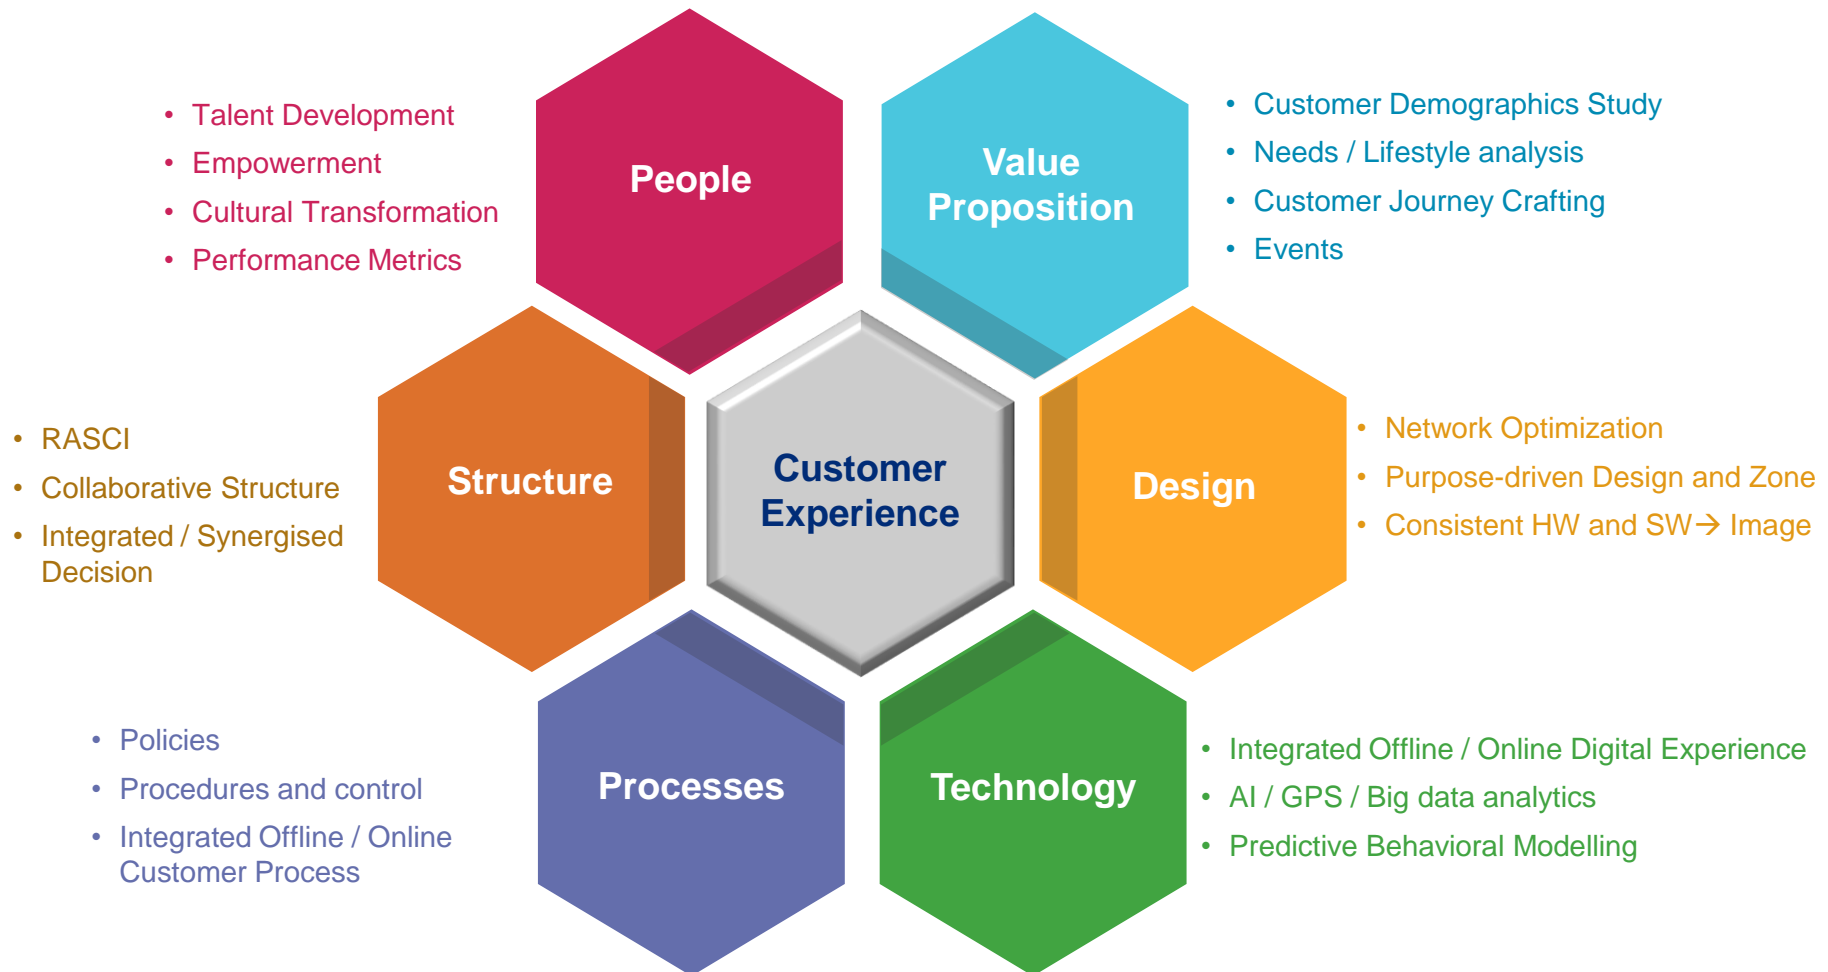 People
• Talent Development
• Empowerment
• Cultural Transformation
• Performance Metrics
Value
Proposition
• Customer Demographics Study
• Needs / Lifestyle analysis
• Customer Journey Crafting
• Events
Structure
• RASCI
• Collaborative Structure
• Integrated / Synergised
Decision
Customer
Experience
Design
• Network Optimization
• Purpose-driven Design and Zone
• Consistent HW and SW→ Image
Processes
• Policies
• Procedures and control
• Integrated Offline / Online
Customer Process
Technology
• Integrated Offline / Online Digital Experience
• AI / GPS / Big data analytics
• Predictive Behavioral Modelling